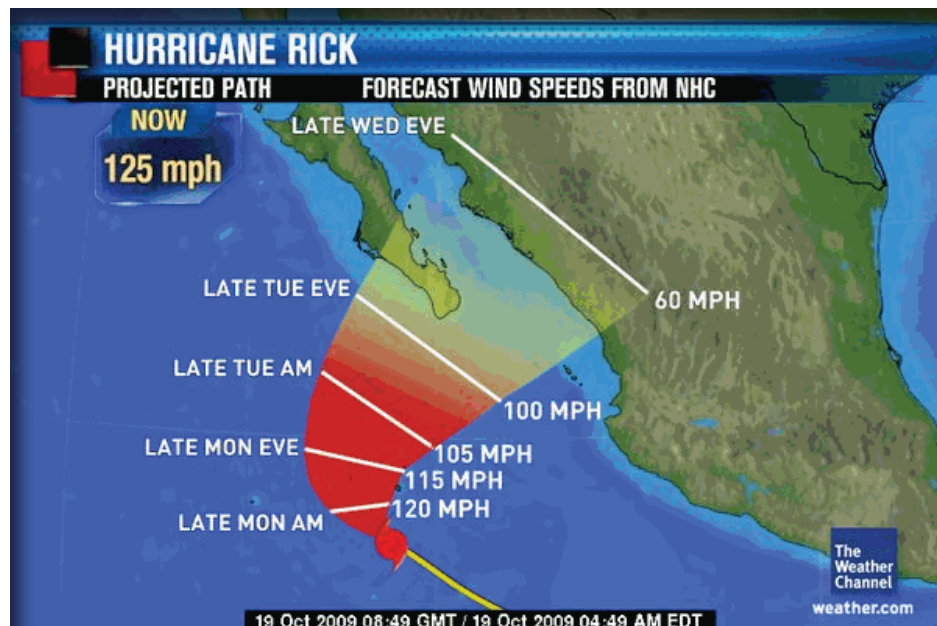 HURRICANE RICK
PROJECTED PATH FORECAST WIND SPEEDS FROM NHC
NOW
125 mph
LATE WED EVE
60 MPH
LATE TUE EVE
100 MPH
LATE TUE AM
105 MPH
LATE MON EVE
115 MPH
LATE MON AM
120 MPH
The
Weather
Channel
weather.com
19 Oct 2009 08:49 GMT / 19 Oct 2009 04:49 AM EDT